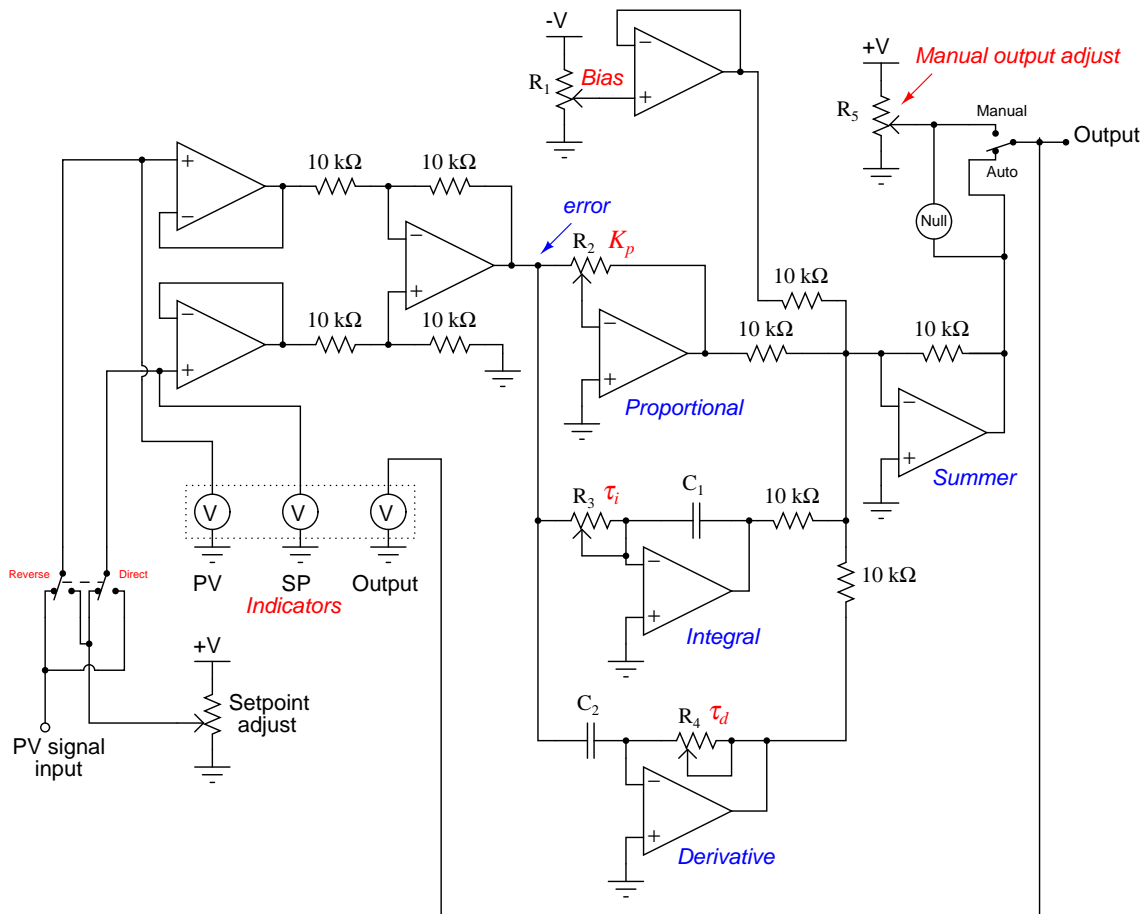 -V
R1
Bias
−
+
+V
Manual output adjust
R5
Manual
Output
Auto
Null
10 kΩ
10 kΩ
+
−
error
−
+
R2
Kp
10 kΩ
10 kΩ
−
+
10 kΩ
10 kΩ
10 kΩ
−
+
Proportional
−
+
Summer
R3
τi
C1
10 kΩ
−
+
Integral
10 kΩ
V
V
V
PV
SP
Output
Indicators
Reverse
Direct
+V
Setpoint
adjust
PV signal
input
C2
R4
τd
−
+
Derivative